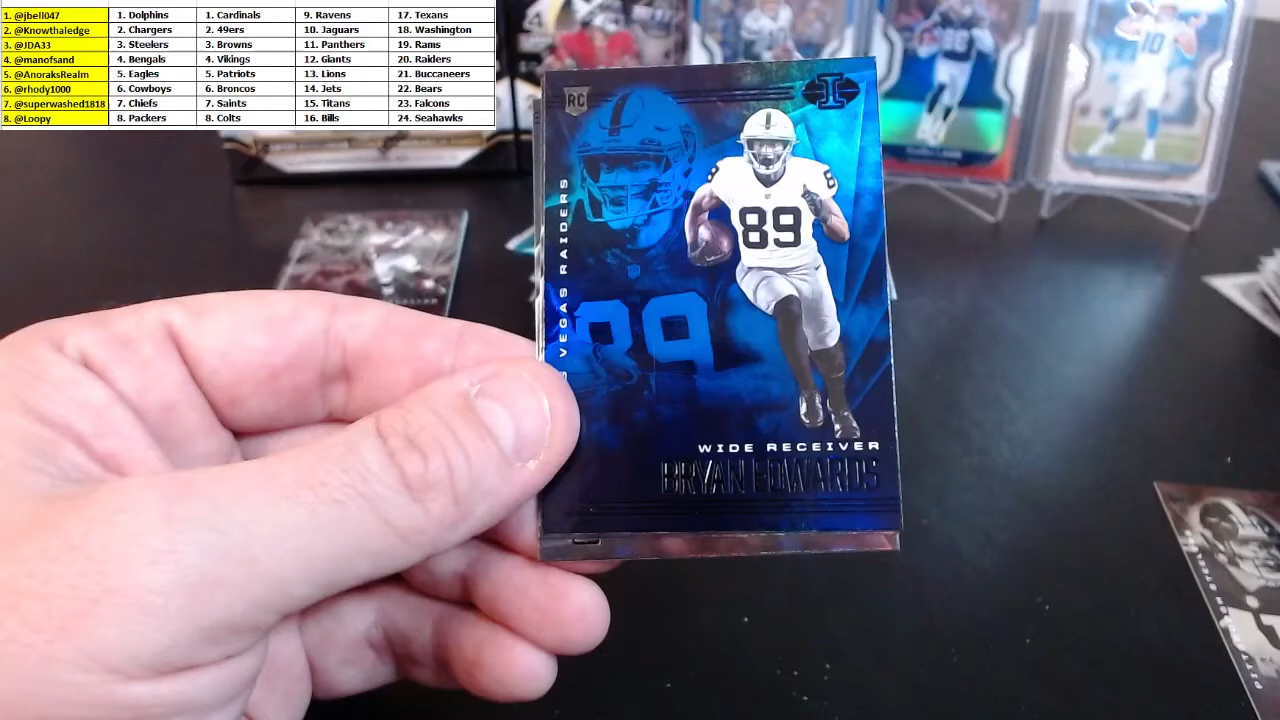 1. @jbell047 1. Dolphins 1. Cardinals 9. Ravens 17. Texans
2. @Knowthaledge 2. Chargers 2. 49ers 10. Jaguars 18. Washington
3. @JDA33 3. Steelers 3. Browns 11. Panthers 19. Rams
4. @manofsand 4. Bengals 4. Vikings 12. Giants 20. Raiders
5. @AnoraksRealm 5. Eagles 5. Patriots 13. Lions 21. Buccaneers
6. @rhody1000 6. Cowboys 6. Broncos 14. Jets 22. Bears
7. @superwashed1818 7. Chiefs 7. Saints 15. Titans 23. Falcons
8. @Loopy 8. Packers 8. Colts 16. Bills 24. Seahawks
RC
I
VEGAS RAIDERS
89
89
WIDE RECEIVER
BRYAN EDWARDS
10